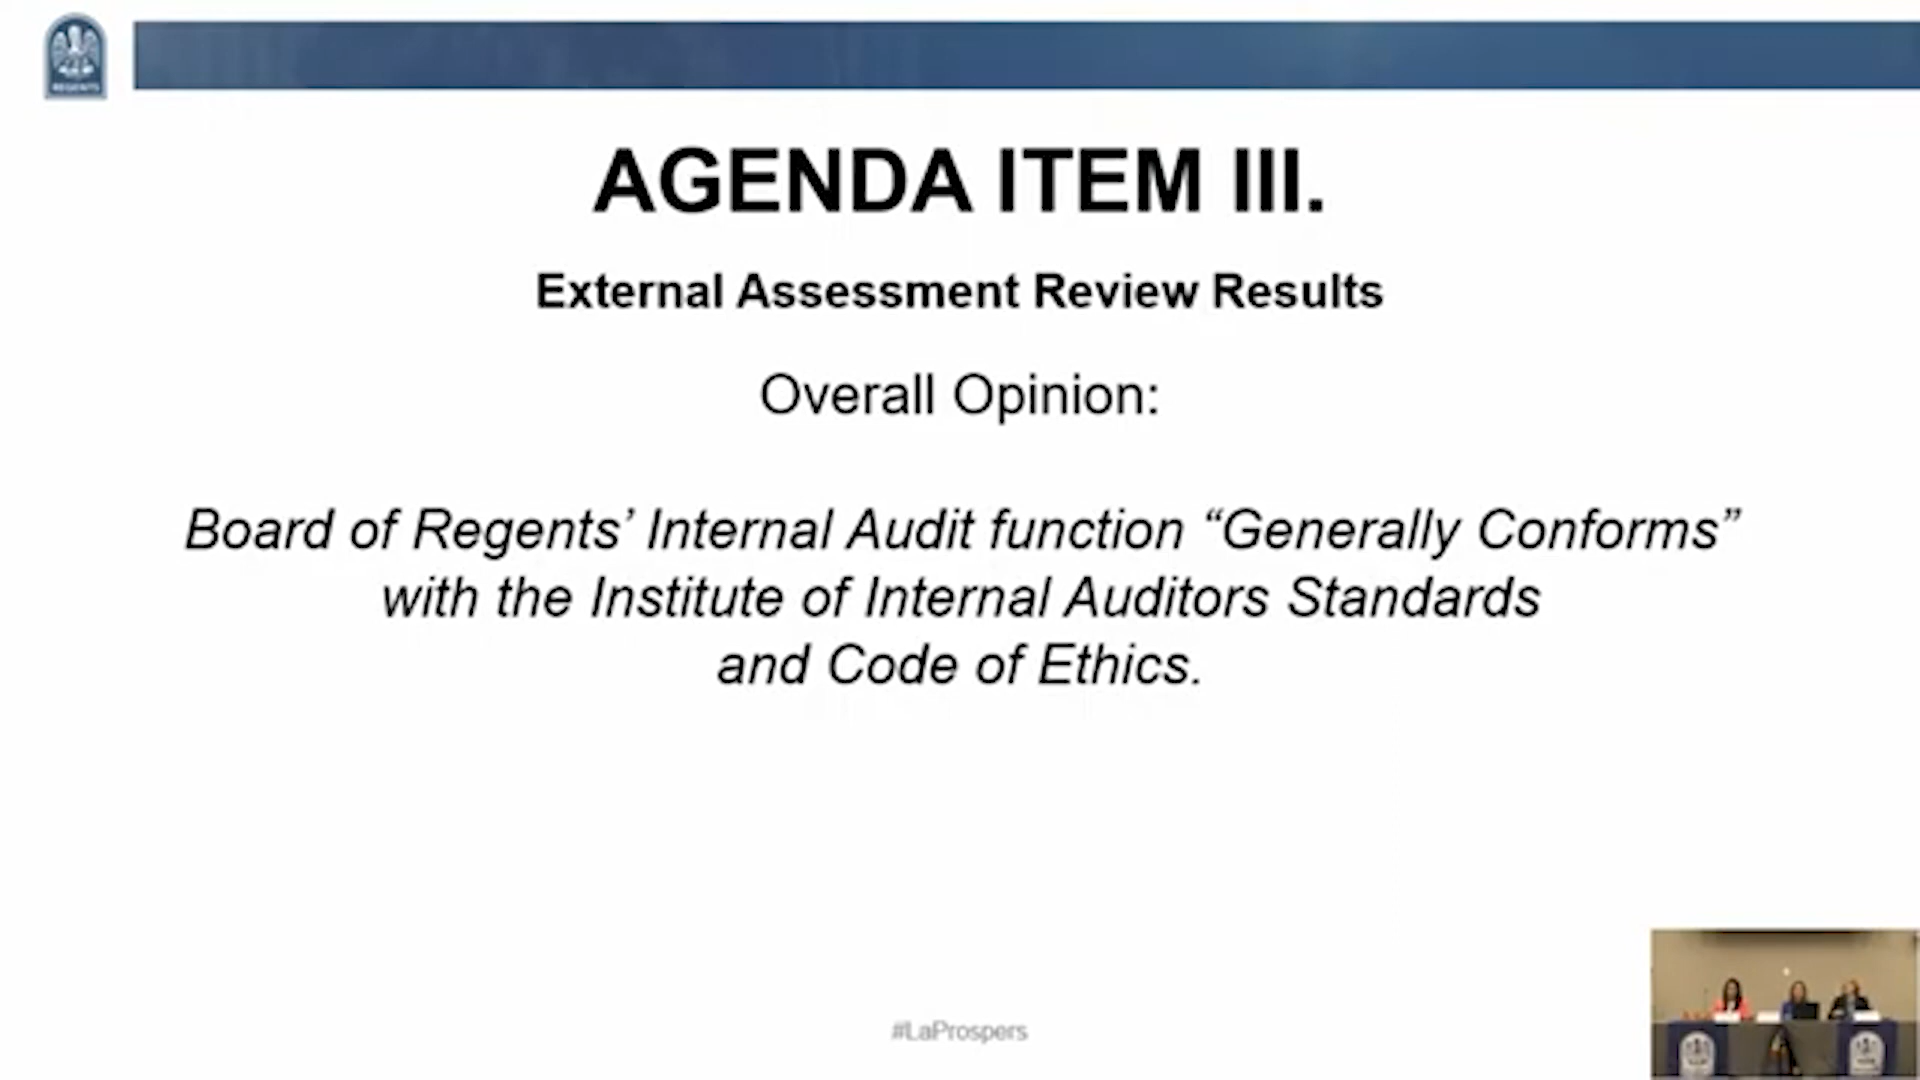 REGENTS
AGENDA ITEM III.
External Assessment Review Results
Overall Opinion:
Board of Regents’ Internal Audit function “Generally Conforms”
with the Institute of Internal Auditors Standards
and Code of Ethics.
#LaProspers